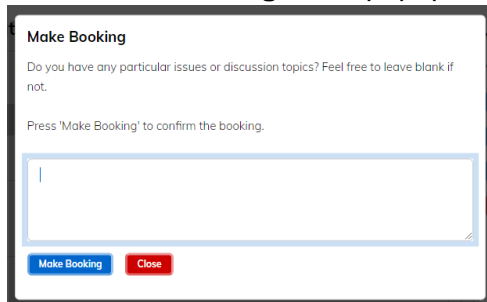 Make Booking
Do you have any particular issues or discussion topics? Feel free to leave blank if
not.
Press 'Make Booking' to confirm the booking.
Make Booking Close